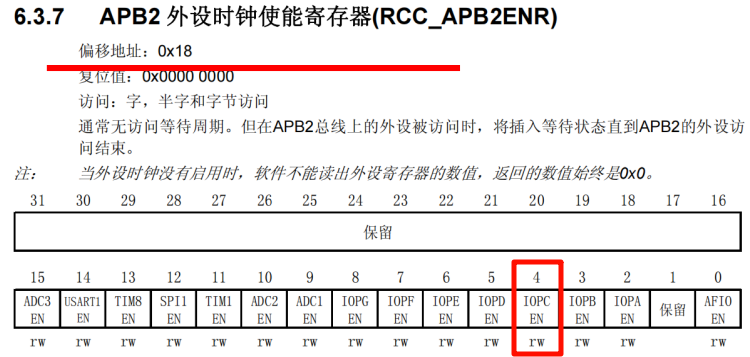 6.3.7 APB2 外设时钟使能寄存器(RCC_APB2ENR)
偏移地址：0x18
复位值：0x0000 0000
访问：字，半字和字节访问
通常无访问等待周期。但在APB2总线上的外设被访问时，将插入等待状态直到APB2的外设访
问结束。
注： 当外设时钟没有启用时，软件不能读出外设寄存器的数值，返回的数值始终是0x0。
31 30 29 28 27 26 25 24 23 22 21 20 19 18 17 16
保留
15 14 13 12 11 10 9 8 7 6 5 4 3 2 1 0
ADC3 USART1 TIM8 SPI1 TIM1 ADC2 ADC1 IOPG IOPF IOPE IOPD IOPC IOPB IOPA 保留 AFIO
EN EN EN EN EN EN EN EN EN EN EN EN EN EN EN
rw rw rw rw rw rw rw rw rw rw rw rw rw rw rw